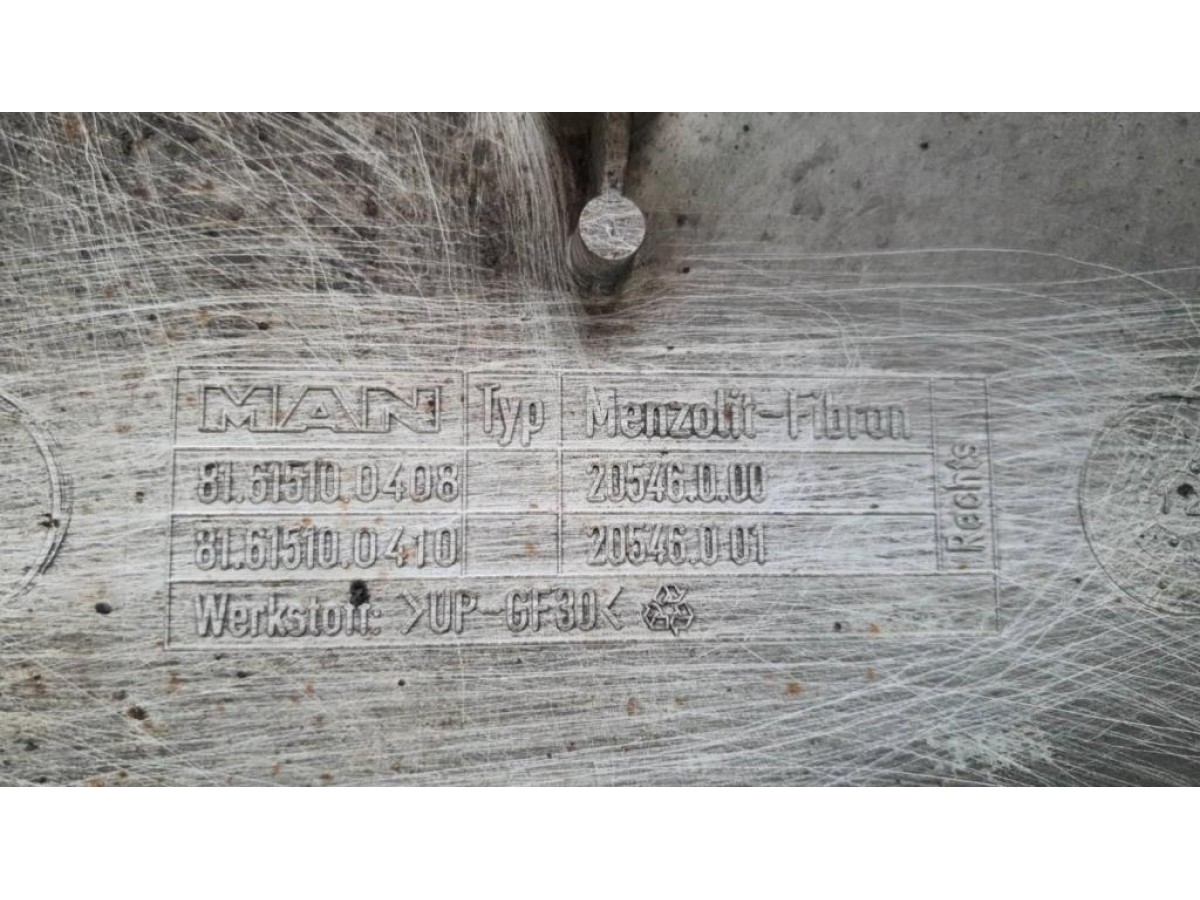 MAN Typ Menzolit-Fibron
81.61510.0408 20546.0.00
81.61510.0410 20546.0.01
Rechts
Werkstoff: >UP-GF30<